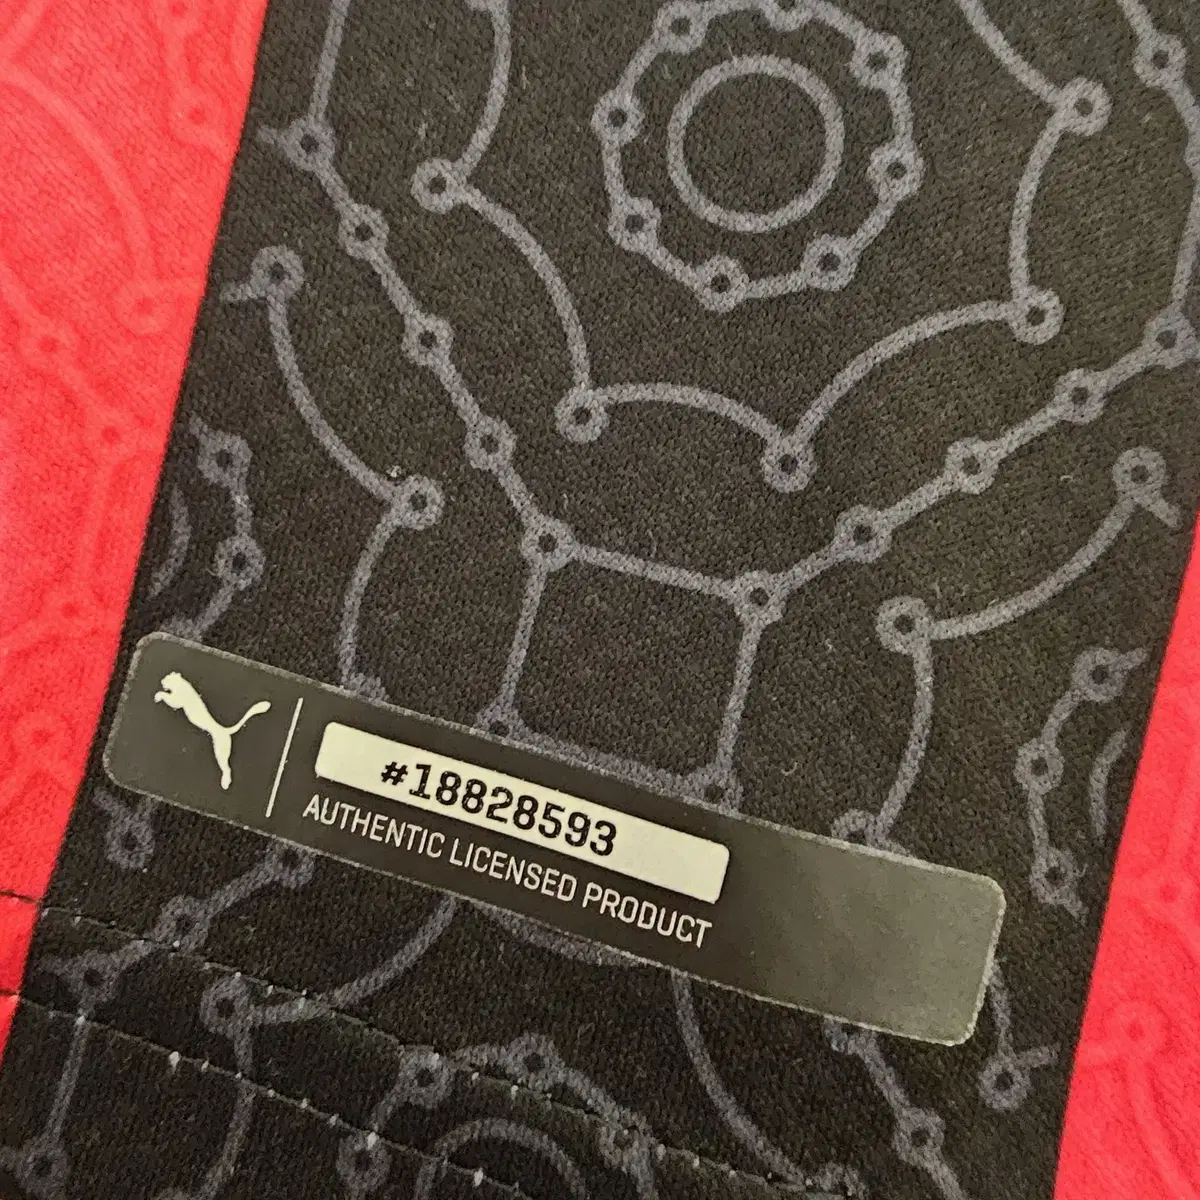 #18828593
AUTHENTIC LICENSED PRODUCT